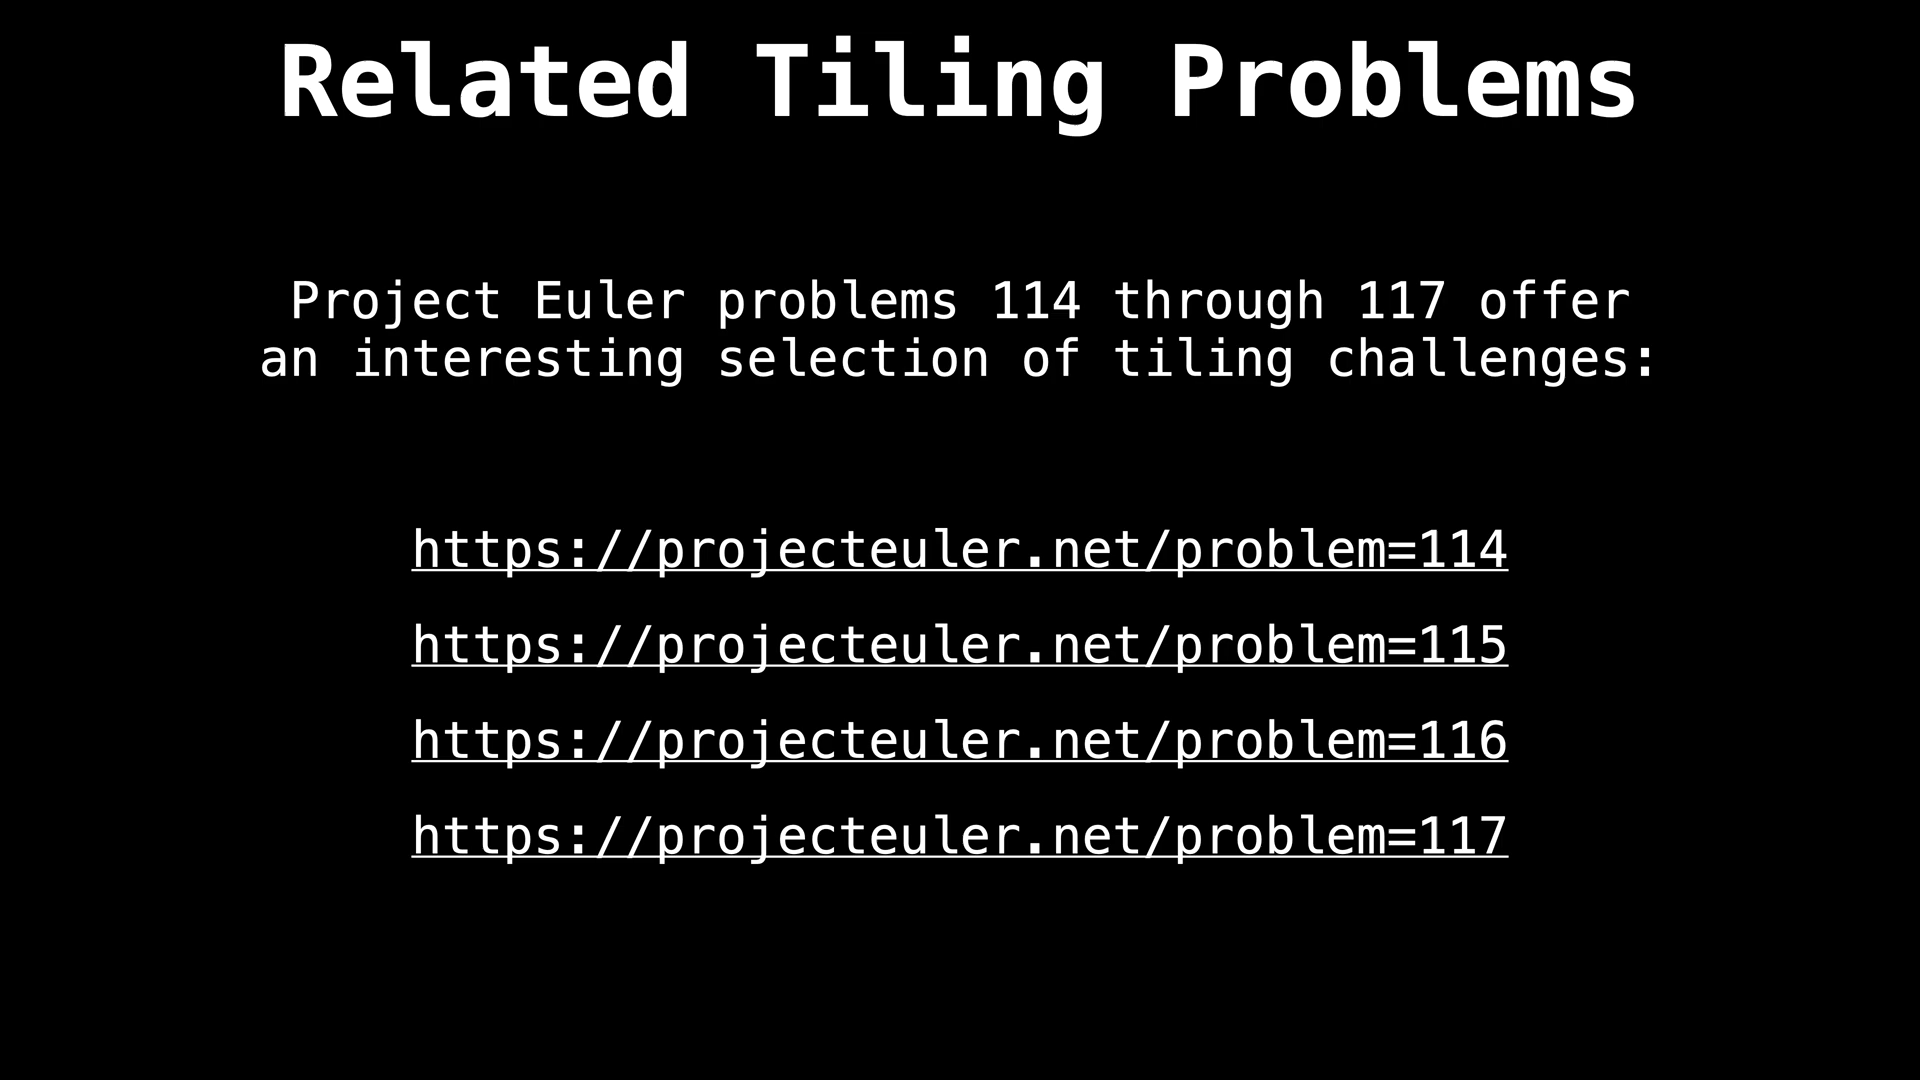 Related Tiling Problems
Project Euler problems 114 through 117 offer
an interesting selection of tiling challenges:
https://projecteuler.net/problem=114
https://projecteuler.net/problem=115
https://projecteuler.net/problem=116
https://projecteuler.net/problem=117